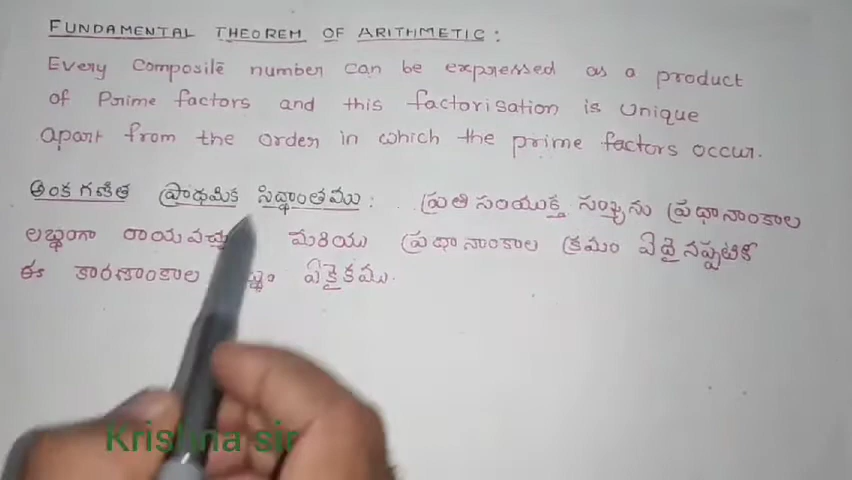 FUNDAMENTAL THEOREM OF ARITHMETIC :
Every Composite number can be expressed as a product
of Prime factors and this factorisation is unique
apart from the order in which the prime factors occur.
అంక గణిత ప్రాథమిక సిద్ధాంతము : ప్రతి సంయుక్త సంఖ్యను ప్రధానాంకాల
లబ్ధంగా రాయవచ్చు మరియు ప్రధానాంకాల క్రమం ఏదైనప్పటికీ
ఈ కారణాంకాల ఏకైకము.
Krishna sir